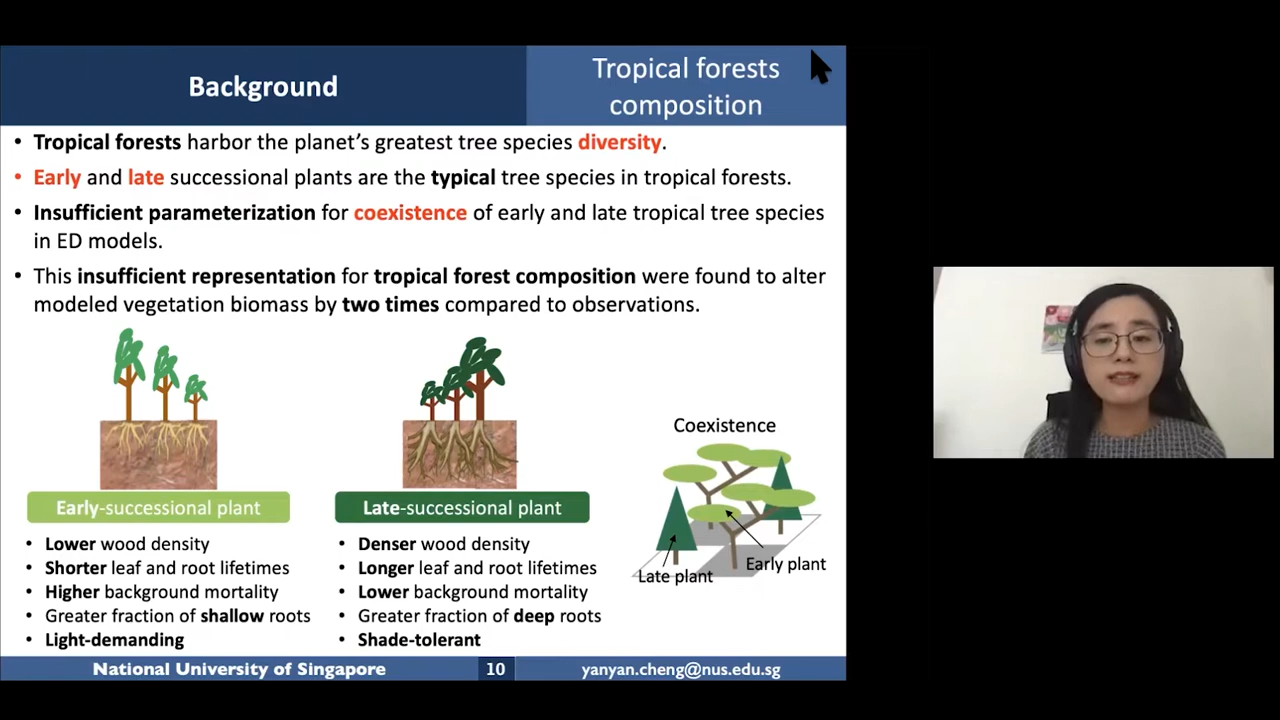 Background
Tropical forests
composition
• Tropical forests harbor the planet's greatest tree species diversity.
• Early and late successional plants are the typical tree species in tropical forests.
• Insufficient parameterization for coexistence of early and late tropical tree species
in ED models.
• This insufficient representation for tropical forest composition were found to alter
modeled vegetation biomass by two times compared to observations.
Early-successional plant
• Lower wood density
• Shorter leaf and root lifetimes
• Higher background mortality
• Greater fraction of shallow roots
• Light-demanding
Late-successional plant
• Denser wood density
• Longer leaf and root lifetimes
• Lower background mortality
• Greater fraction of deep roots
• Shade-tolerant
Coexistence
Early plant
Late plant
National University of Singapore
10
yanyan.cheng@nus.edu.sg